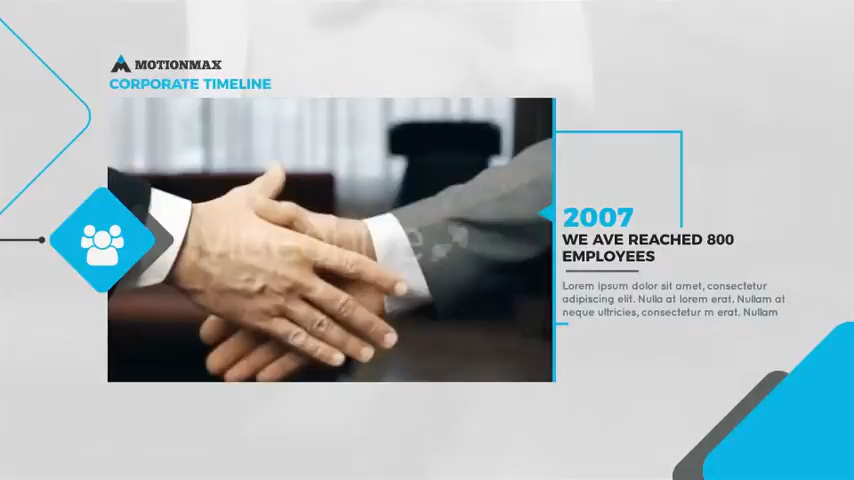 MOTIONMAX
CORPORATE TIMELINE
2007
WE AVE REACHED 800
EMPLOYEES
Lorem ipsum dolor sit amet, consectetur
adipiscing elit. Nulla at lorem erat. Nullam at
neque ultricies, consectetur m erat. Nullam